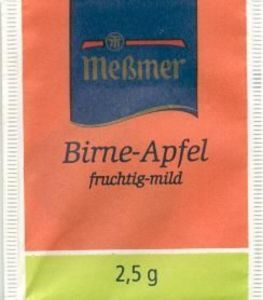 Meßmer
Birne-Apfel
fruchtig-mild
2,5 g